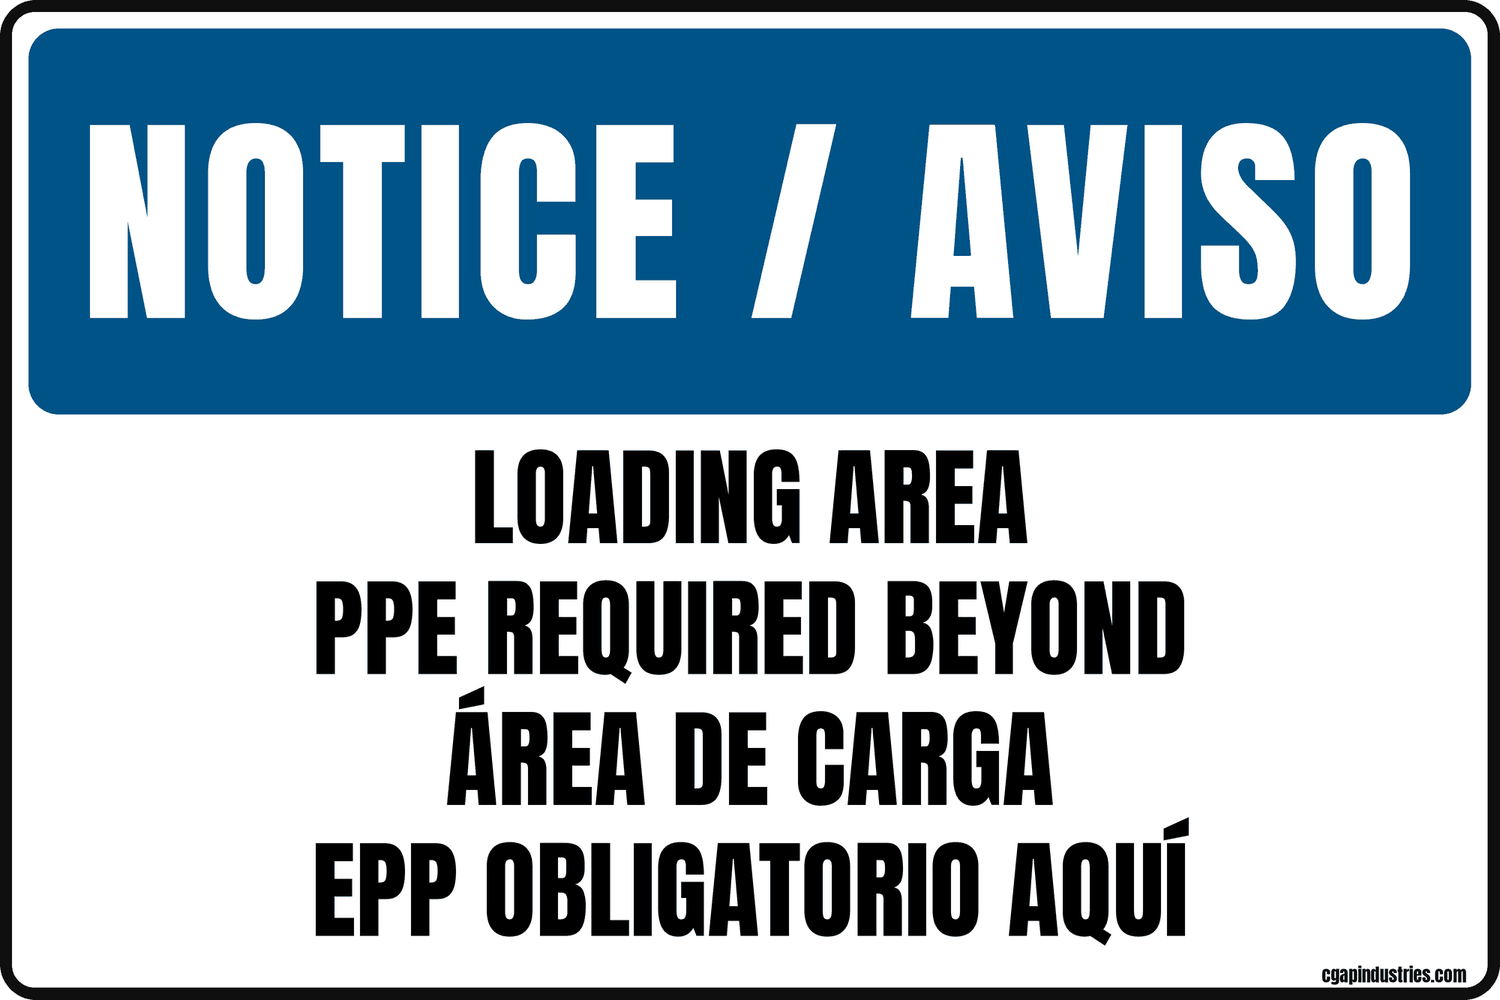 NOTICE / AVISO
LOADING AREA
PPE REQUIRED BEYOND
ÁREA DE CARGA
EPP OBLIGATORIO AQUÍ
cgapindustries.com